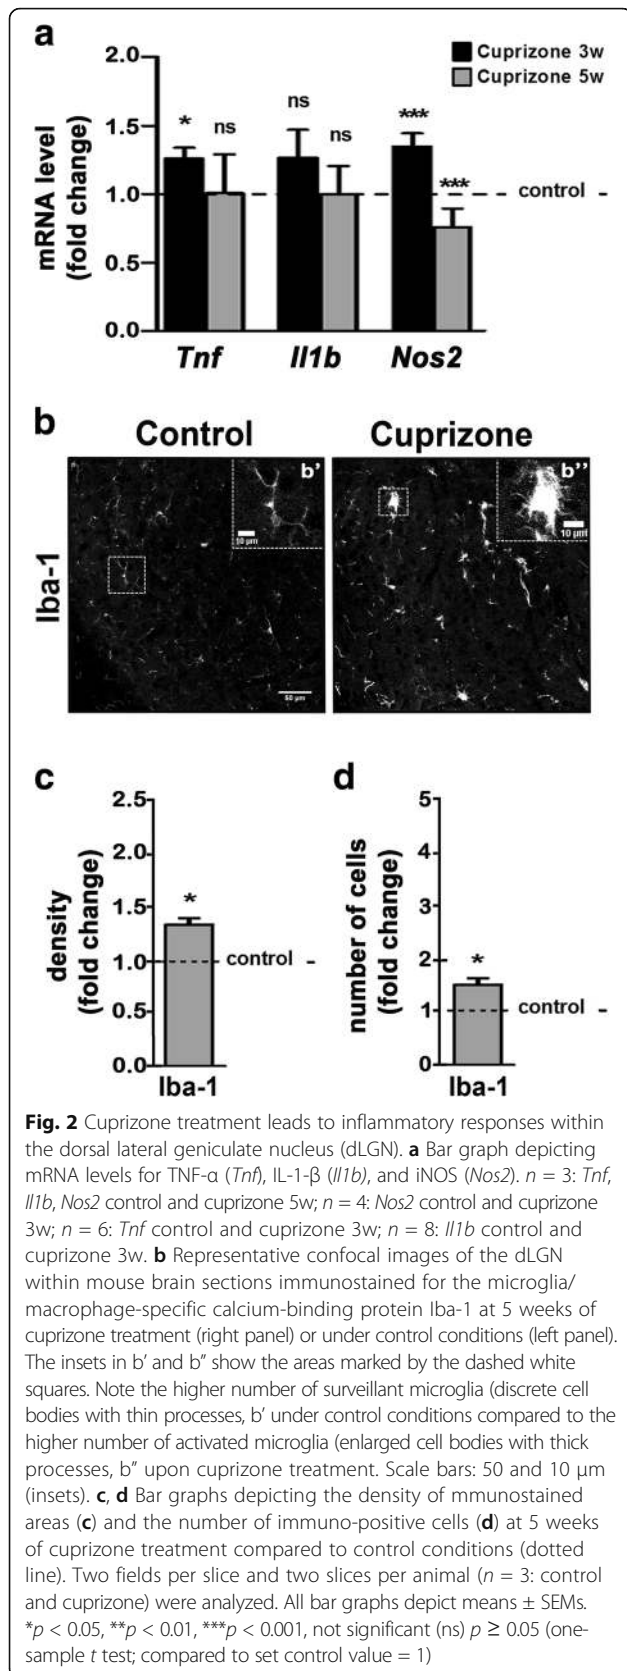 a
2.0
1.5
1.0
0.5
0.0
mRNA level
(fold change)
Cuprizone 3w
Cuprizone 5w
*
ns
ns
ns
***
***
control
Tnf
Il1b
Nos2
b
Control
Cuprizone
Iba-1
b'
10 µm
50 µm
b''
10 µm
c
2.5
2.0
1.5
1.0
0.5
0.0
density
(fold change)
*
control
Iba-1
d
5
4
3
2
1
0
number of cells
(fold change)
*
control
Iba-1
Fig. 2 Cuprizone treatment leads to inflammatory responses within
the dorsal lateral geniculate nucleus (dLGN). a Bar graph depicting
mRNA levels for TNF-α (Tnf), IL-1-β (Il1b), and iNOS (Nos2). n = 3: Tnf,
Il1b, Nos2 control and cuprizone 5w; n = 4: Nos2 control and cuprizone
3w; n = 6: Tnf control and cuprizone 3w; n = 8: Il1b control and
cuprizone 3w. b Representative confocal images of the dLGN
within mouse brain sections immunostained for the microglia/
macrophage-specific calcium-binding protein Iba-1 at 5 weeks of
cuprizone treatment (right panel) or under control conditions (left panel).
The insets in b' and b" show the areas marked by the dashed white
squares. Note the higher number of surveillant microglia (discrete cell
bodies with thin processes, b' under control conditions compared to the
higher number of activated microglia (enlarged cell bodies with thick
processes, b" upon cuprizone treatment. Scale bars: 50 and 10 µm
(insets). c, d Bar graphs depicting the density of mmunostained
areas (c) and the number of immuno-positive cells (d) at 5 weeks
of cuprizone treatment compared to control conditions (dotted
line). Two fields per slice and two slices per animal (n = 3: control
and cuprizone) were analyzed. All bar graphs depict means ± SEMs.
*p < 0.05, **p < 0.01, ***p < 0.001, not significant (ns) p ≥ 0.05 (one-
sample t test; compared to set control value = 1)